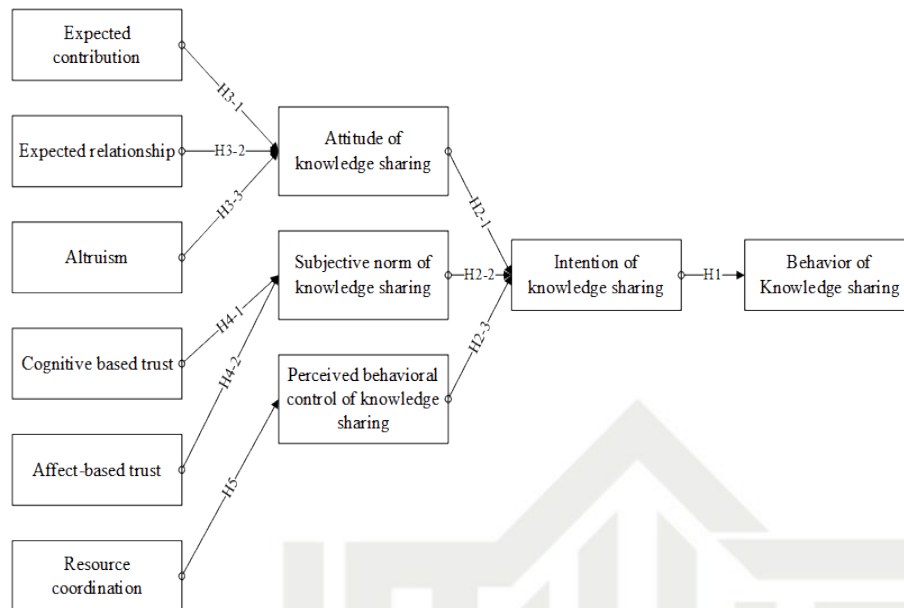 Expected
contribution
H3-1
Expected relationship
H3-2
Altruism
H3-3
Cognitive based trust
H4-1
Affect-based trust
H4-2
Resource
coordination
H5
Attitude of
knowledge sharing
H2-1
Subjective norm of
knowledge sharing
H2-2
Perceived behavioral
control of knowledge
sharing
H2-3
Intention of
knowledge sharing
H1
Behavior of
Knowledge sharing